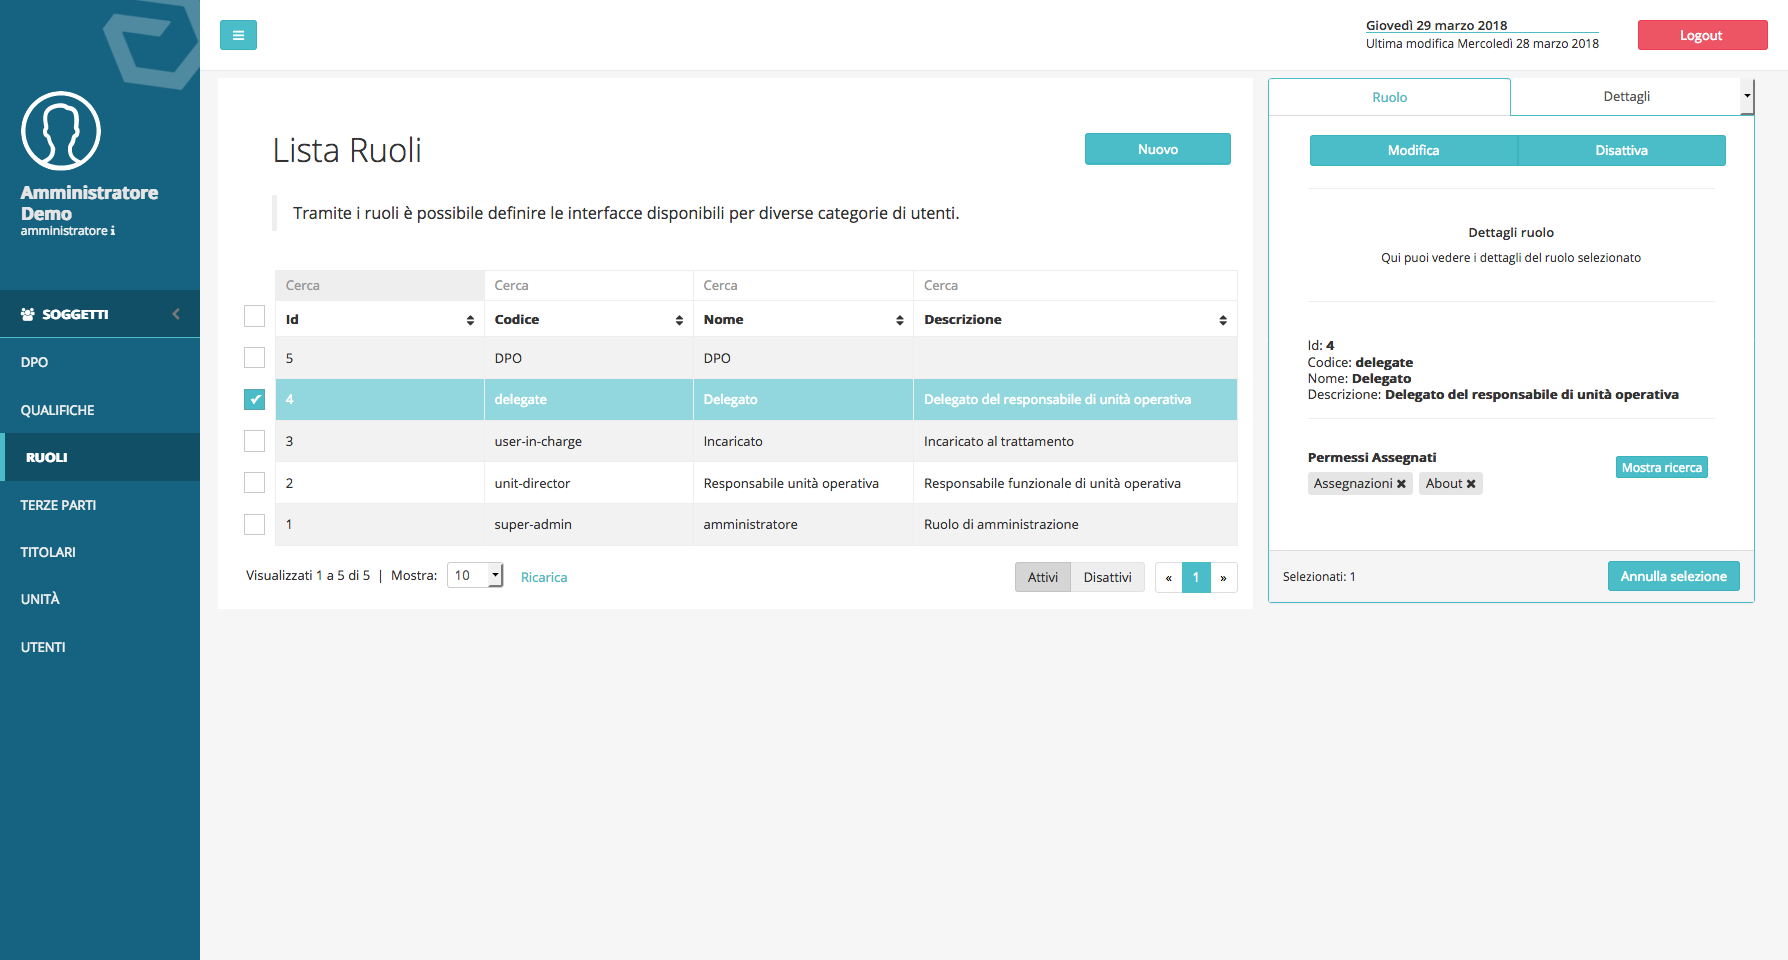 Giovedì 29 marzo 2018
Ultima modifica Mercoledì 28 marzo 2018
Logout
Amministratore
Demo
amministratore i
SOGGETTI
DPO
QUALIFICHE
RUOLI
TERZE PARTI
TITOLARI
UNITÀ
UTENTI
Lista Ruoli
Nuovo
Tramite i ruoli è possibile definire le interfacce disponibili per diverse categorie di utenti.
Cerca Cerca Cerca Cerca
Id Codice Nome Descrizione
5 DPO DPO
4 delegate Delegato Delegato del responsabile di unità operativa
3 user-in-charge Incaricato Incaricato al trattamento
2 unit-director Responsabile unità operativa Responsabile funzionale di unità operativa
1 super-admin amministratore Ruolo di amministrazione
Visualizzati 1 a 5 di 5 | Mostra: 10 Ricarica
Attivi Disattivi « 1 »
Ruolo Dettagli
Modifica Disattiva
Dettagli ruolo
Qui puoi vedere i dettagli del ruolo selezionato
Id: 4
Codice: delegate
Nome: Delegato
Descrizione: Delegato del responsabile di unità operativa
Permessi Assegnati
Mostra ricerca
Assegnazioni ✖ About ✖
Selezionati: 1
Annulla selezione